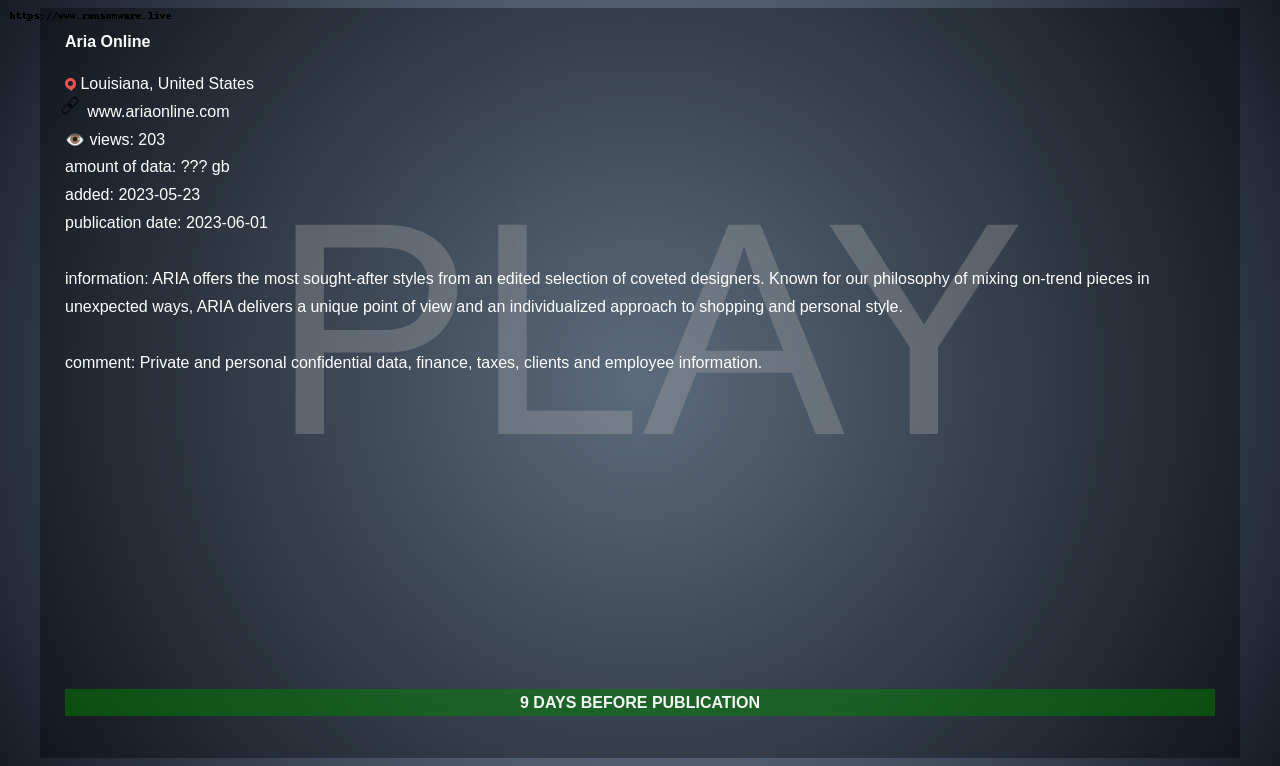 https://www.ransomware.live
Aria Online
Louisiana, United States
www.ariaonline.com
views: 203
amount of data: ??? gb
added: 2023-05-23
publication date: 2023-06-01
PLAY
information: ARIA offers the most sought-after styles from an edited selection of coveted designers. Known for our philosophy of mixing on-trend pieces in
unexpected ways, ARIA delivers a unique point of view and an individualized approach to shopping and personal style.
comment: Private and personal confidential data, finance, taxes, clients and employee information.
9 DAYS BEFORE PUBLICATION